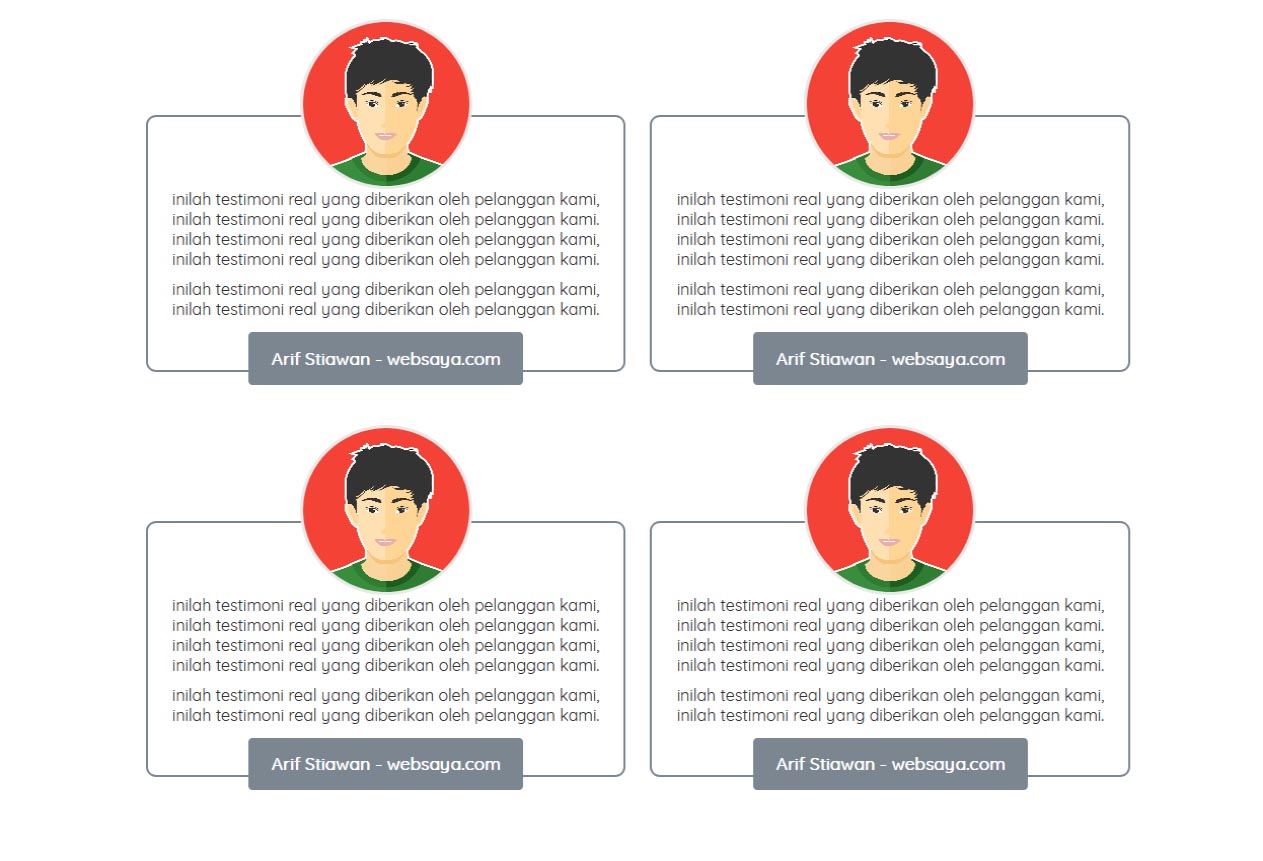 inilah testimoni real yang diberikan oleh pelanggan kami,
inilah testimoni real yang diberikan oleh pelanggan kami.
inilah testimoni real yang diberikan oleh pelanggan kami,
inilah testimoni real yang diberikan oleh pelanggan kami.
inilah testimoni real yang diberikan oleh pelanggan kami,
inilah testimoni real yang diberikan oleh pelanggan kami.
Arif Stiawan - websaya.com
inilah testimoni real yang diberikan oleh pelanggan kami,
inilah testimoni real yang diberikan oleh pelanggan kami.
inilah testimoni real yang diberikan oleh pelanggan kami,
inilah testimoni real yang diberikan oleh pelanggan kami.
inilah testimoni real yang diberikan oleh pelanggan kami,
inilah testimoni real yang diberikan oleh pelanggan kami.
Arif Stiawan - websaya.com
inilah testimoni real yang diberikan oleh pelanggan kami,
inilah testimoni real yang diberikan oleh pelanggan kami.
inilah testimoni real yang diberikan oleh pelanggan kami,
inilah testimoni real yang diberikan oleh pelanggan kami.
inilah testimoni real yang diberikan oleh pelanggan kami,
inilah testimoni real yang diberikan oleh pelanggan kami.
Arif Stiawan - websaya.com
inilah testimoni real yang diberikan oleh pelanggan kami,
inilah testimoni real yang diberikan oleh pelanggan kami.
inilah testimoni real yang diberikan oleh pelanggan kami,
inilah testimoni real yang diberikan oleh pelanggan kami.
inilah testimoni real yang diberikan oleh pelanggan kami,
inilah testimoni real yang diberikan oleh pelanggan kami.
Arif Stiawan - websaya.com